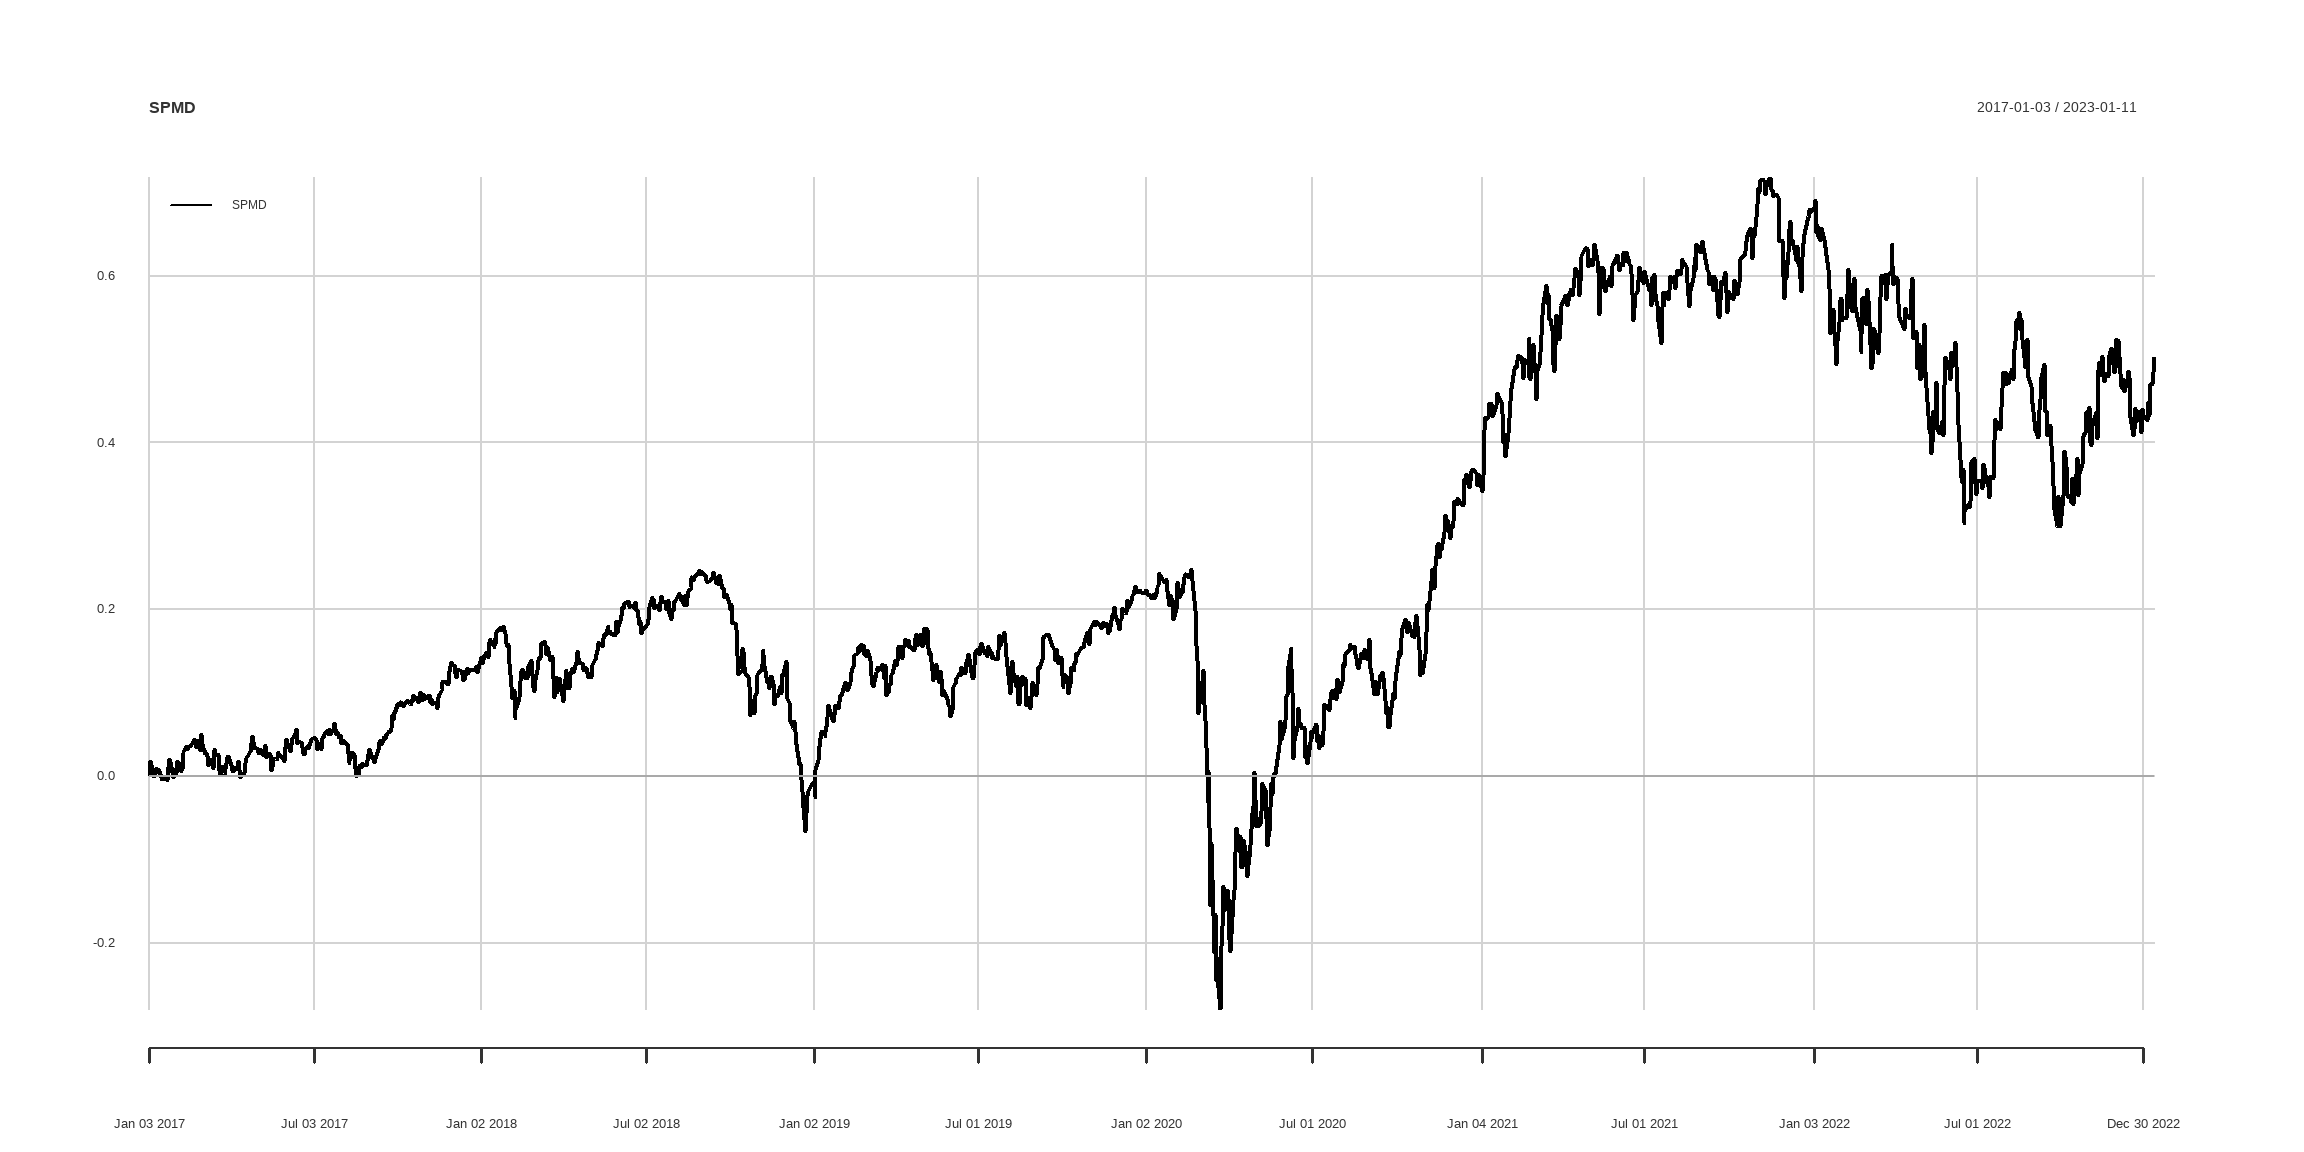 SPMD
2017-01-03 / 2023-01-11
SPMD
0.6
0.4
0.2
0.0
-0.2
Jan 03 2017
Jul 03 2017
Jan 02 2018
Jul 02 2018
Jan 02 2019
Jul 01 2019
Jan 02 2020
Jul 01 2020
Jan 04 2021
Jul 01 2021
Jan 03 2022
Jul 01 2022
Dec 30 2022